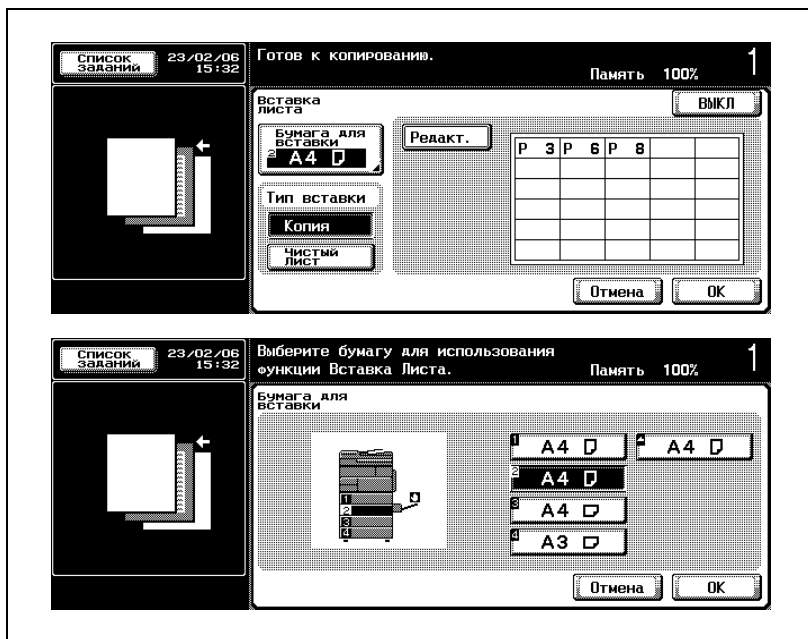 Список заданий
23/02/06
15:32
Готов к копированию.
Память 100%
1
Вставка листа
ВЫКЛ
Бумага для вставки
2 A4
Редакт.
P 3 P 6 P 8
Тип вставки
Копия
Чистый лист
Отмена
OK
Список заданий
23/02/06
15:32
Выберите бумагу для использования
функции Вставка Листа.
Память 100%
1
Бумага для вставки
1 A4
A4
2 A4
3 A4
4 A3
1
2
3
4
Отмена
OK